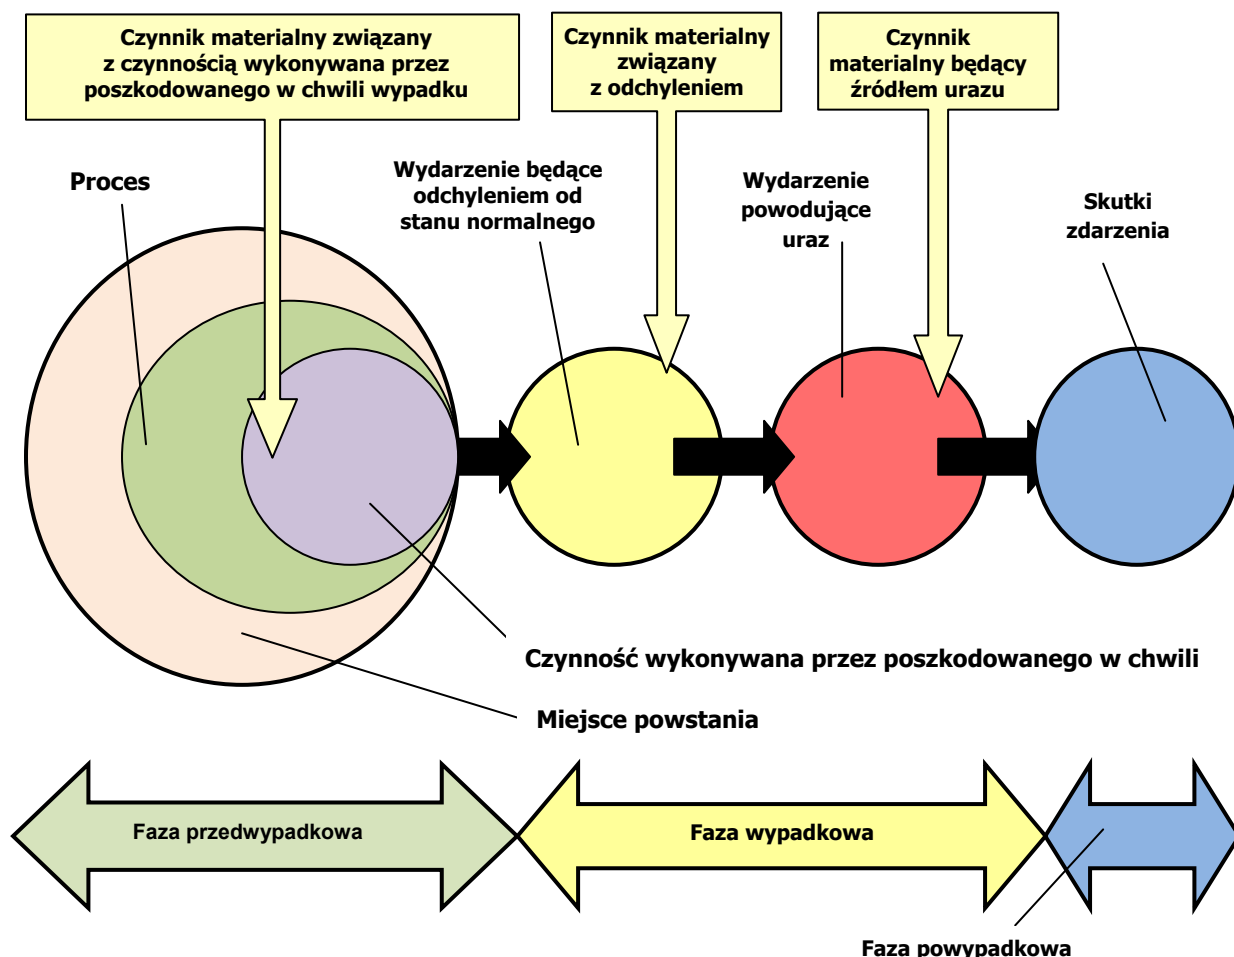 Czynnik materialny związany
z czynnością wykonywana przez
poszkodowanego w chwili wypadku
Czynnik materialny
związany
z odchyleniem
Czynnik
materialny będący
źródłem urazu
Proces
Wydarzenie będące
odchyleniem od
stanu normalnego
Wydarzenie
powodujące
uraz
Skutki
zdarzenia
Czynność wykonywana przez poszkodowanego w chwili
Miejsce powstania
Faza przedwypadkowa
Faza wypadkowa
Faza powypadkowa